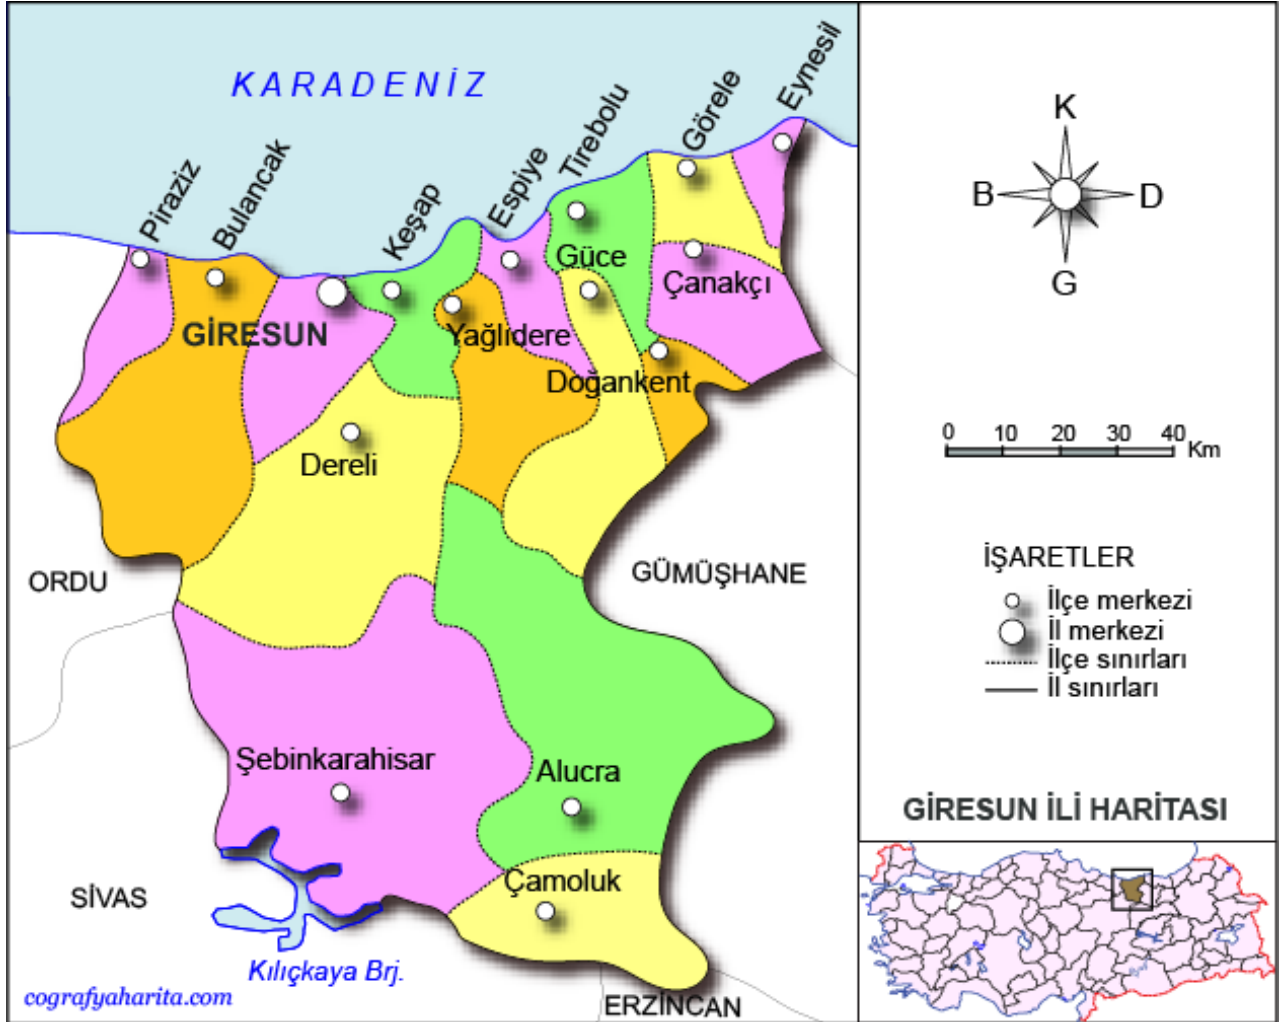 KARADENİZ
Piraziz
Bulancak
Keşap
Espiye
Tirebolu
Görele
Eynesil
Güce
Çanakçı
GİRESUN
Yağlıdere
Doğankent
Dereli
ORDU
GÜMÜŞHANE
Şebinkarahisar
Alucra
Çamoluk
SİVAS
Kılıçkaya Brj.
cografyaharita.com
ERZİNCAN
K
B
D
G
0 10 20 30 40
Km
İŞARETLER
İlçe merkezi
İl merkezi
İlçe sınırları
İl sınırları
GİRESUN İLİ HARİTASI